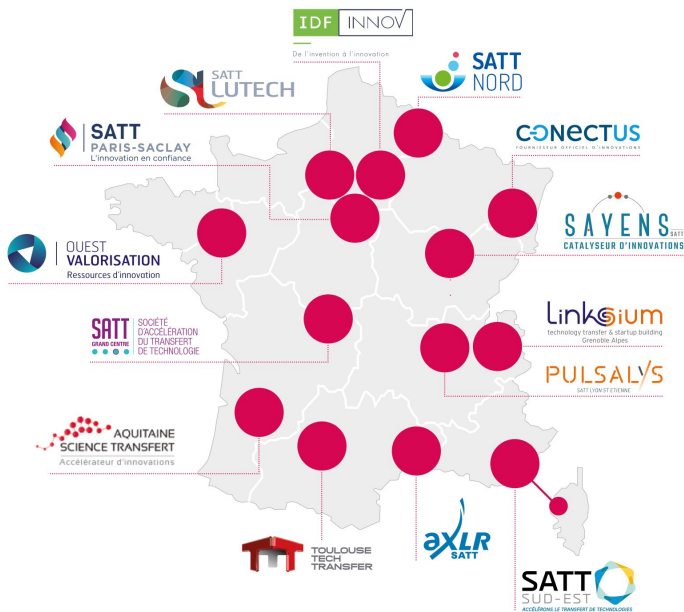 IDF INNOV
De l'invention à l'innovation
SATT
NORD
SATT
LUTECH
SATT
PARIS-SACLAY
L'innovation en confiance
CONECTUS
FOURNISSEUR OFFICIEL D'INNOVATIONS
SAYENS SATT
CATALYSEUR D'INNOVATIONS
OUEST
VALORISATION
Ressources d'innovation
SATT
GRAND CENTRE
SOCIÉTÉ
D'ACCÉLÉRATION
DU TRANSFERT
DE TECHNOLOGIE
Linksium
technology transfer & startup building
Grenoble Alpes
PULSALYS
SATT LYON ST ETIENNE
AQUITAINE
SCIENCE TRANSFERT
Accélérateur d'innovations
TOULOUSE
TECH
TRANSFER
aXLR
SATT
SATT
SUD-EST
ACCÉLÉRONS LE TRANSFERT DE TECHNOLOGIES